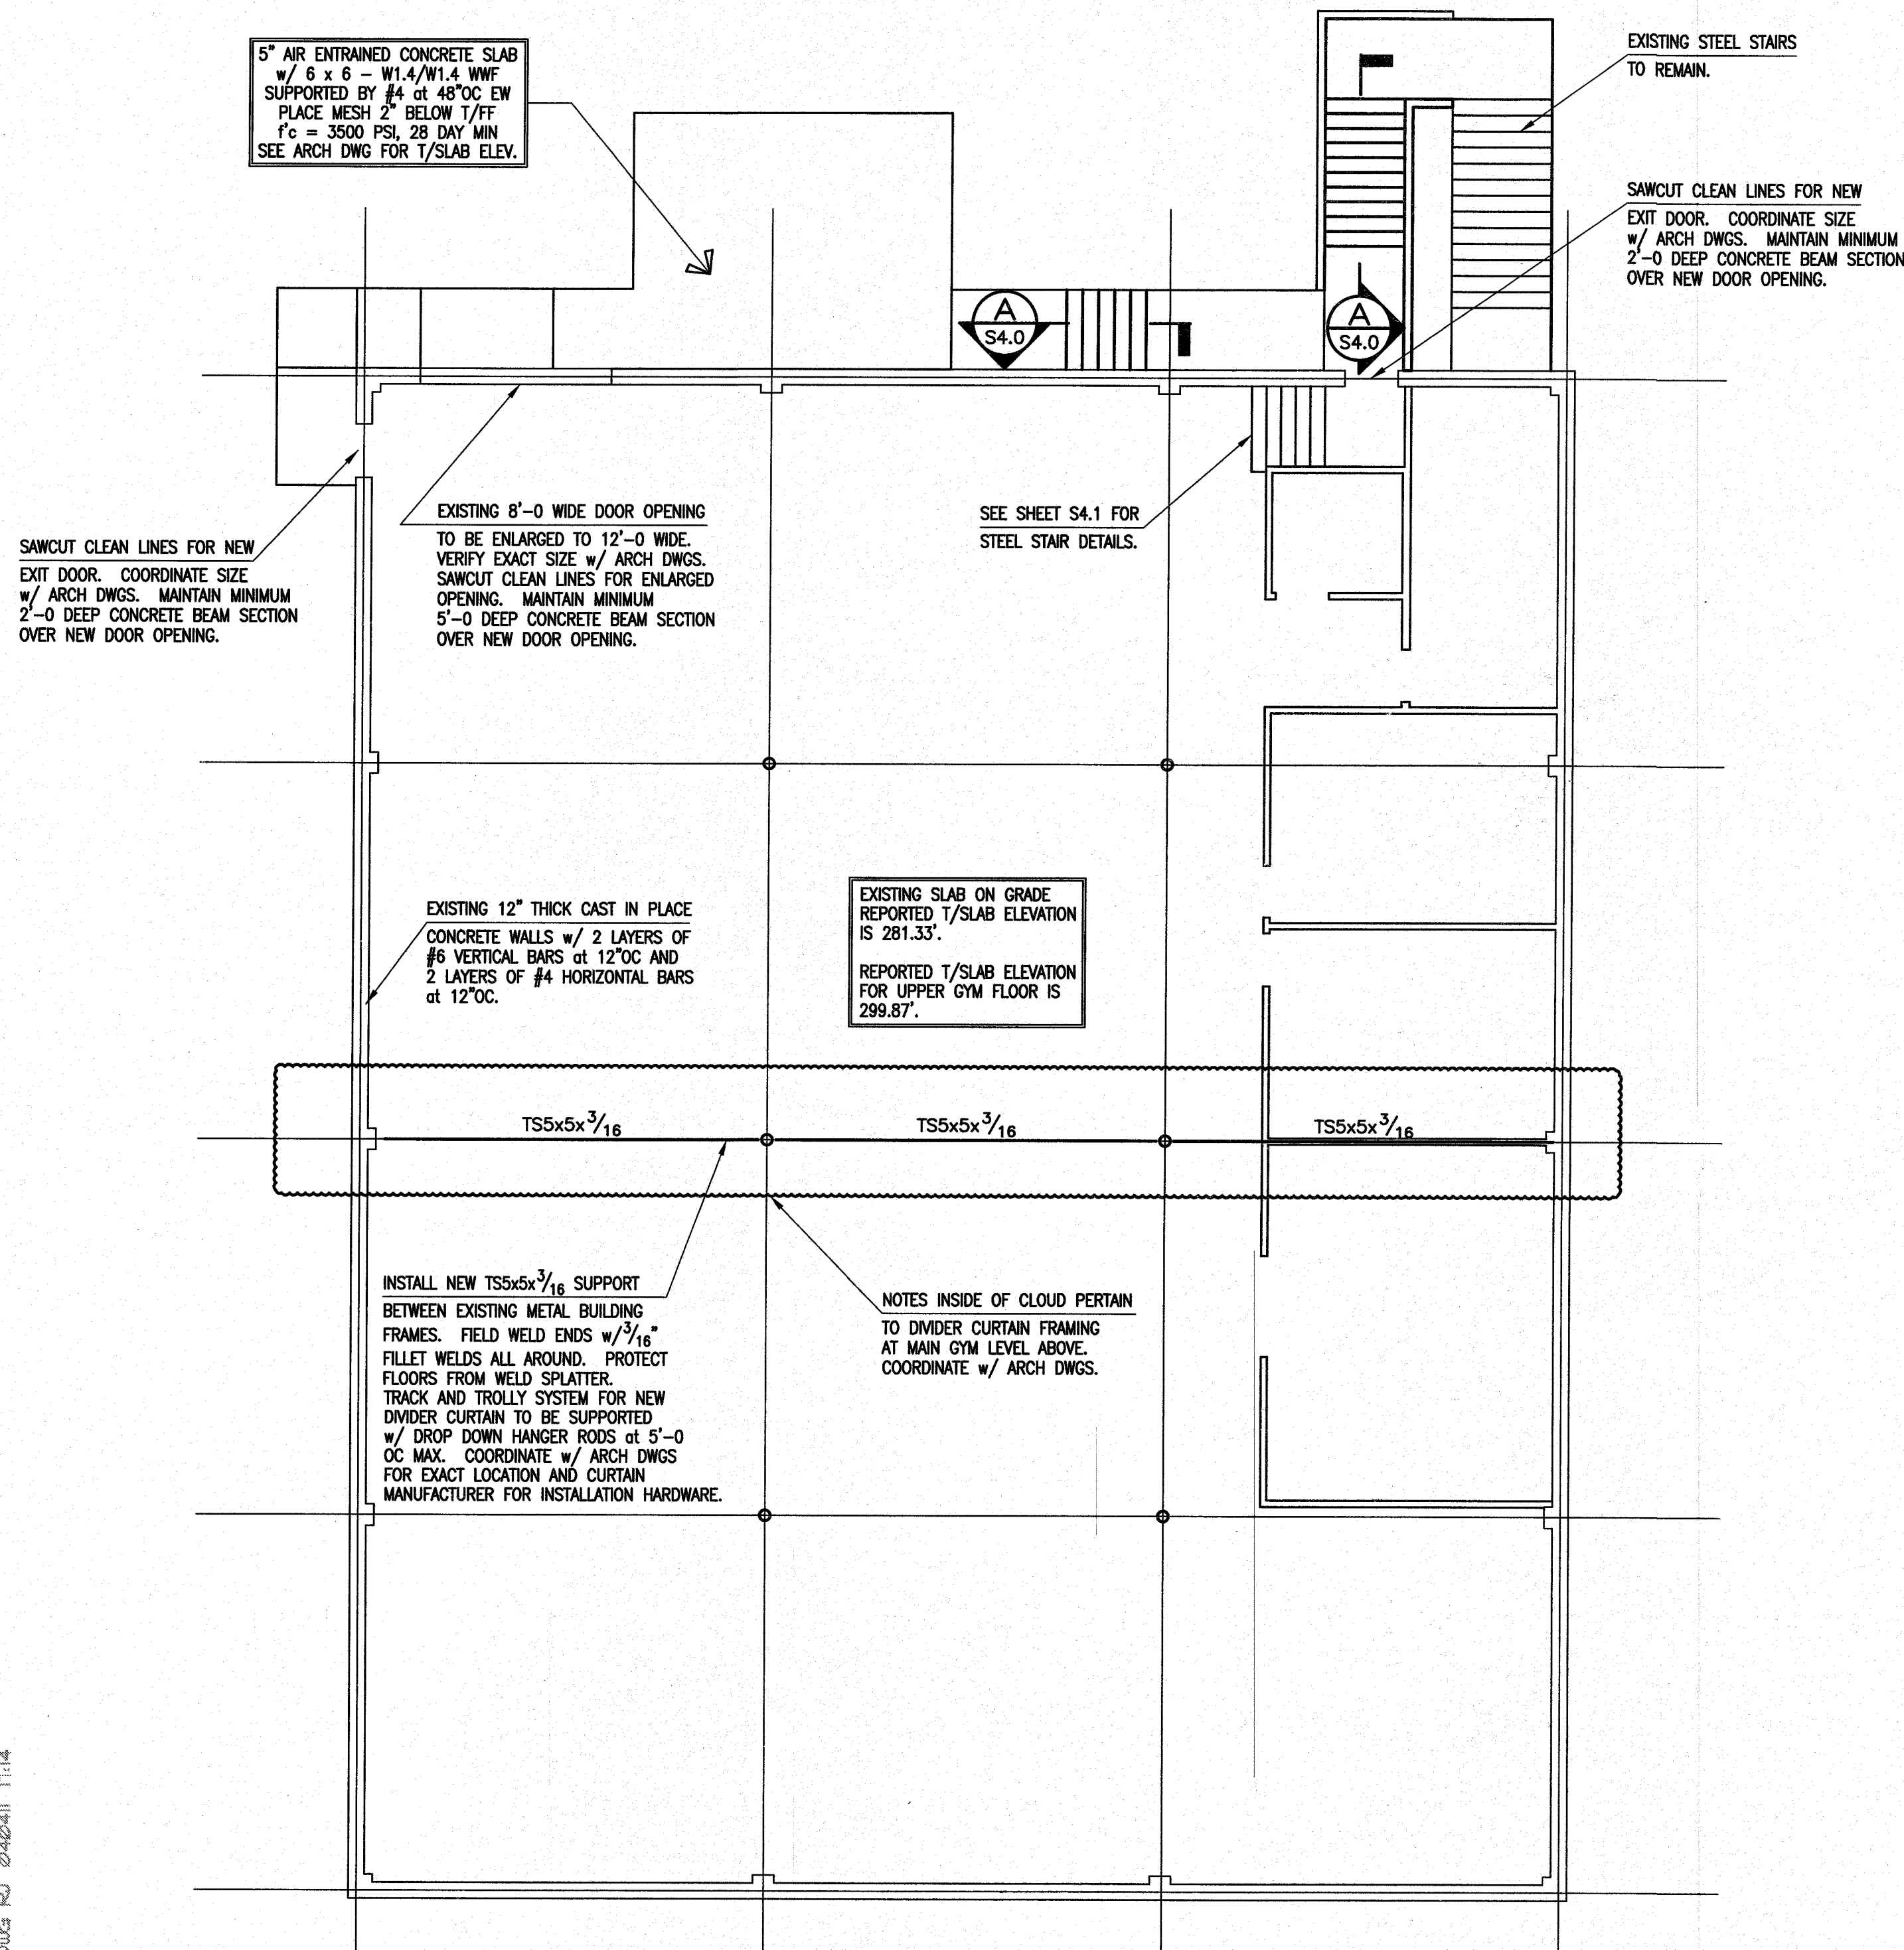 5" AIR ENTRAINED CONCRETE SLAB
w/ 6 x 6 - W1.4/W1.4 WWF
SUPPORTED BY #4 at 48"OC EW
PLACE MESH 2" BELOW T/FF
f'c = 3500 PSI, 28 DAY MIN
SEE ARCH DWG FOR T/SLAB ELEV.
EXISTING STEEL STAIRS
TO REMAIN.
SAWCUT CLEAN LINES FOR NEW
EXIT DOOR. COORDINATE SIZE
w/ ARCH DWGS. MAINTAIN MINIMUM
2'-0 DEEP CONCRETE BEAM SECTION
OVER NEW DOOR OPENING.
A
S4.0
A
S4.0
SAWCUT CLEAN LINES FOR NEW
EXIT DOOR. COORDINATE SIZE
w/ ARCH DWGS. MAINTAIN MINIMUM
2'-0 DEEP CONCRETE BEAM SECTION
OVER NEW DOOR OPENING.
EXISTING 8'-0 WIDE DOOR OPENING
TO BE ENLARGED TO 12'-0 WIDE.
VERIFY EXACT SIZE w/ ARCH DWGS.
SAWCUT CLEAN LINES FOR ENLARGED
OPENING. MAINTAIN MINIMUM
5'-0 DEEP CONCRETE BEAM SECTION
OVER NEW DOOR OPENING.
SEE SHEET S4.1 FOR
STEEL STAIR DETAILS.
EXISTING 12" THICK CAST IN PLACE
CONCRETE WALLS w/ 2 LAYERS OF
#6 VERTICAL BARS at 12"OC AND
2 LAYERS OF #4 HORIZONTAL BARS
at 12"OC.
EXISTING SLAB ON GRADE
REPORTED T/SLAB ELEVATION
IS 281.33'.
REPORTED T/SLAB ELEVATION
FOR UPPER GYM FLOOR IS
299.87'.
TS5x5x3/16
TS5x5x3/16
TS5x5x3/16
INSTALL NEW TS5x5x3/16 SUPPORT
BETWEEN EXISTING METAL BUILDING
FRAMES. FIELD WELD ENDS w/3/16"
FILLET WELDS ALL AROUND. PROTECT
FLOORS FROM WELD SPLATTER.
TRACK AND TROLLY SYSTEM FOR NEW
DIVIDER CURTAIN TO BE SUPPORTED
w/ DROP DOWN HANGER RODS at 5'-0
OC MAX. COORDINATE w/ ARCH DWGS
FOR EXACT LOCATION AND CURTAIN
MANUFACTURER FOR INSTALLATION HARDWARE.
NOTES INSIDE OF CLOUD PERTAIN
TO DIVIDER CURTAIN FRAMING
AT MAIN GYM LEVEL ABOVE.
COORDINATE w/ ARCH DWGS.